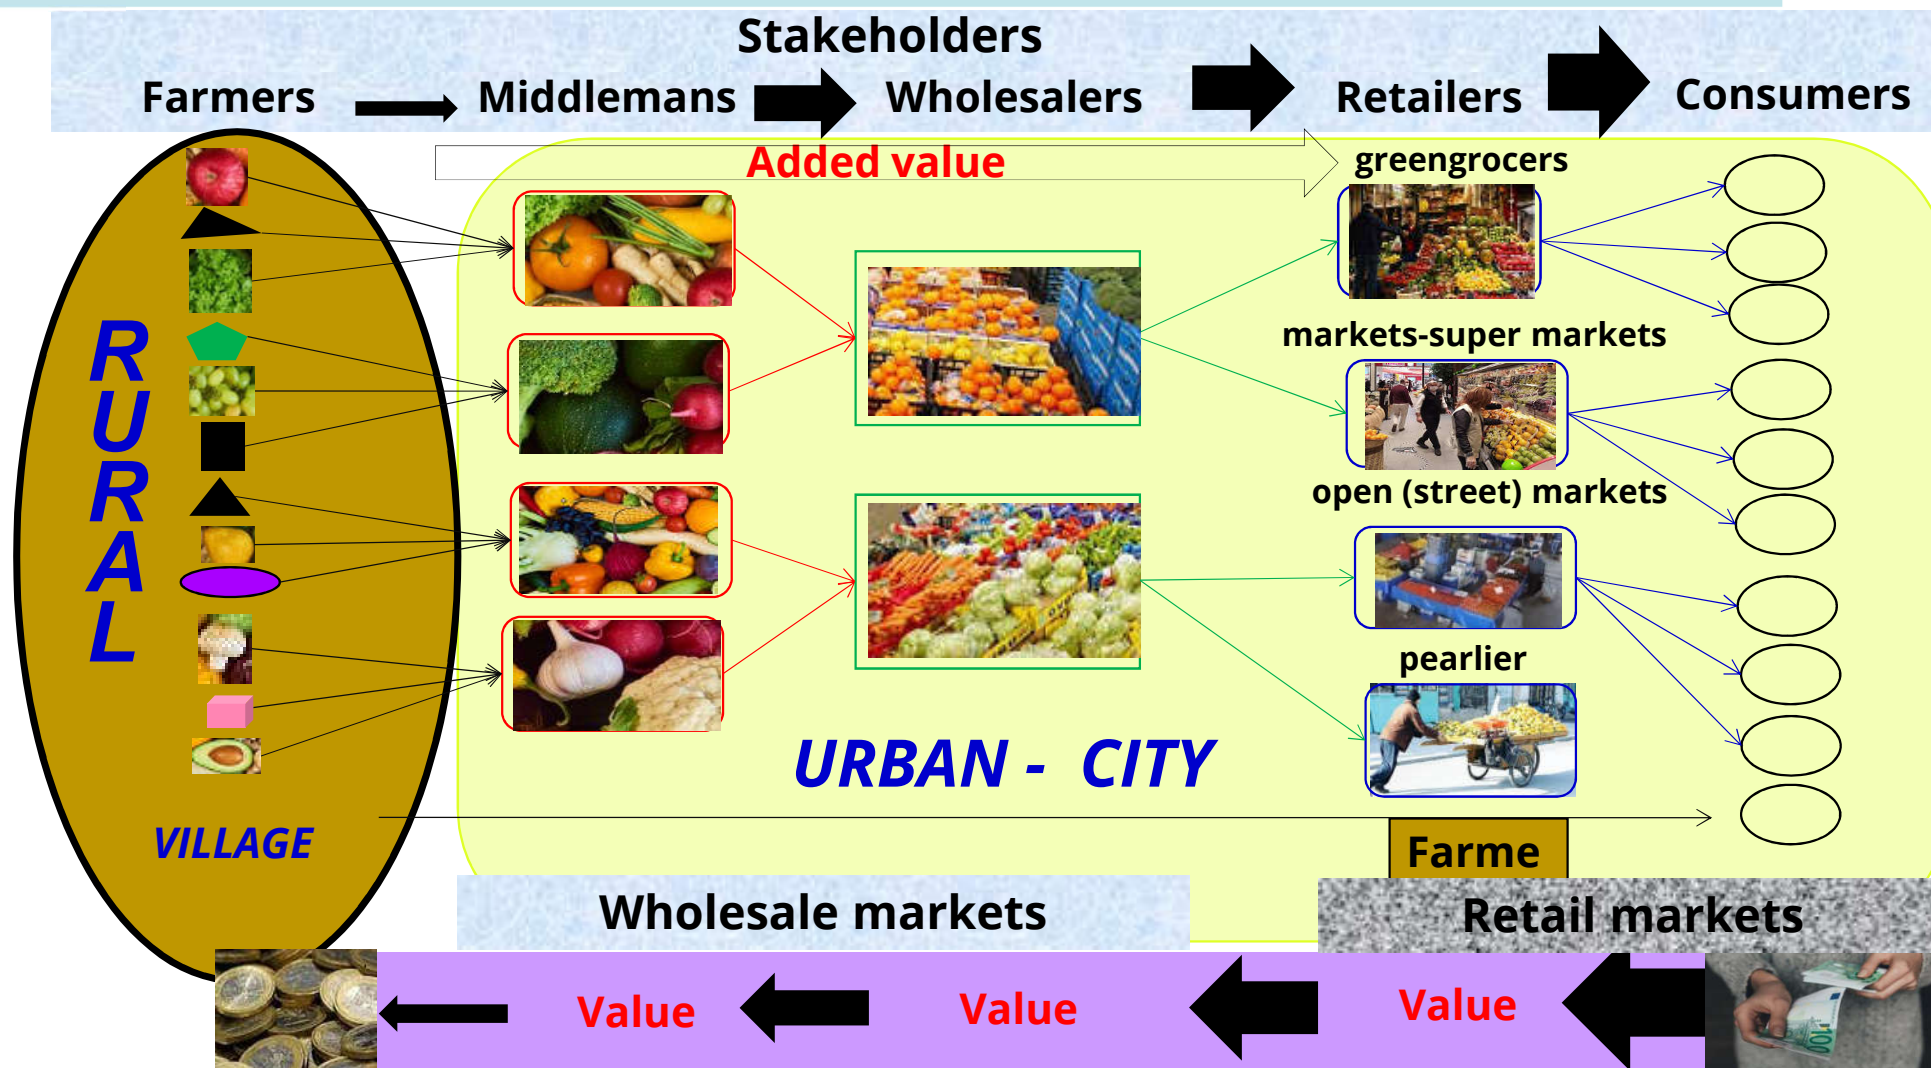 Stakeholders
Farmers
Middlemans
Wholesalers
Retailers
Consumers
Added value
greengrocers
markets-super markets
open (street) markets
pearlier
RURAL
VILLAGE
URBAN - CITY
Farme
Wholesale markets
Retail markets
Value
Value
Value
100